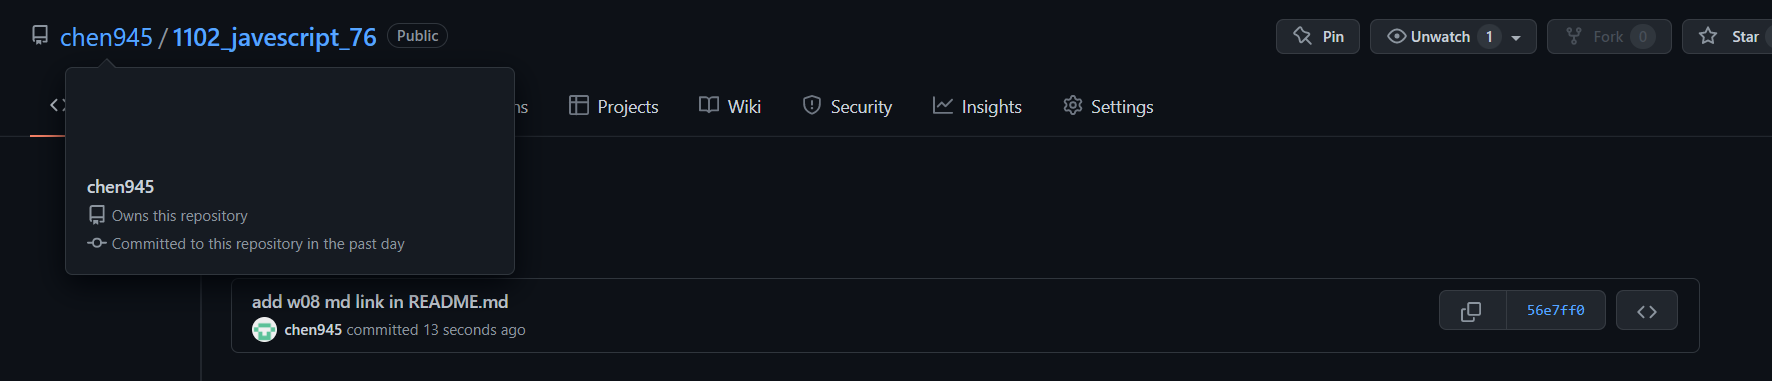 chen945 / 1102_javescript_76 Public
Pin
Unwatch 1
Fork 0
Star
Projects
Wiki
Security
Insights
Settings
chen945
Owns this repository
Committed to this repository in the past day
add w08 md link in README.md
chen945 committed 13 seconds ago
56e7ff0